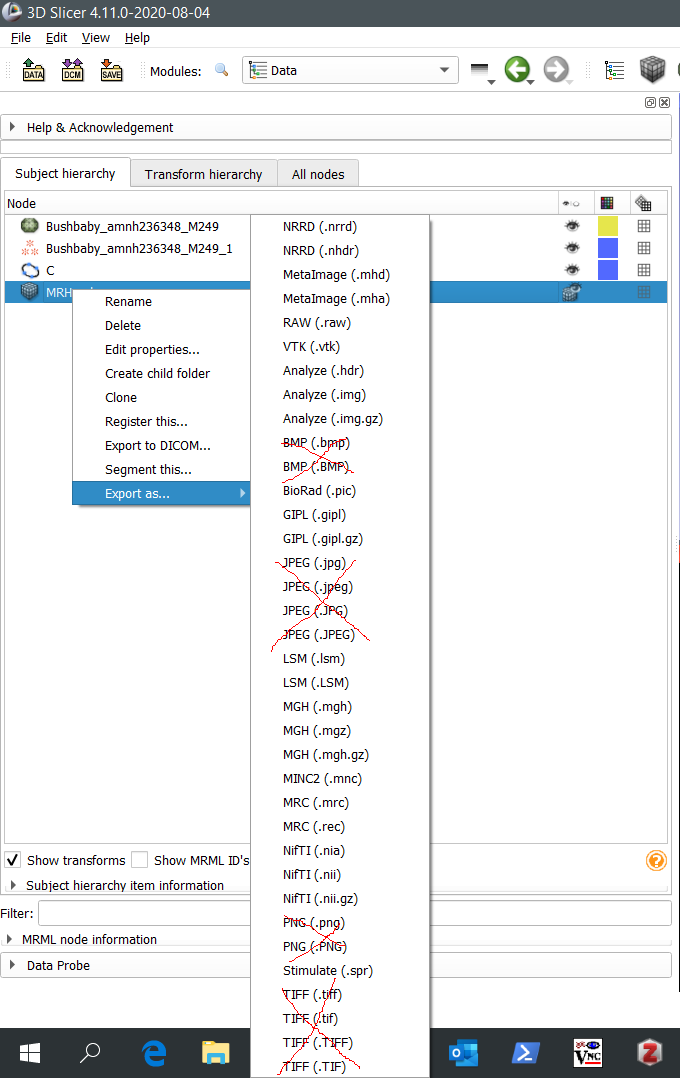 3D Slicer 4.11.0-2020-08-04
File Edit View Help
DATA DCM SAVE Modules: Data
Help & Acknowledgement
Subject hierarchy Transform hierarchy All nodes
Node
Bushbaby_amnh236348_M249
Bushbaby_amnh236348_M249_1
C
MRH
Rename
Delete
Edit properties...
Create child folder
Clone
Register this...
Export to DICOM...
Segment this...
Export as...
NRRD (.nrrd)
NRRD (.nhdr)
MetaImage (.mhd)
MetaImage (.mha)
RAW (.raw)
VTK (.vtk)
Analyze (.hdr)
Analyze (.img)
Analyze (.img.gz)
BMP (.bmp)
BMP (.BMP)
BioRad (.pic)
GIPL (.gipl)
GIPL (.gipl.gz)
JPEG (.jpg)
JPEG (.jpeg)
JPEG (.JPG)
JPEG (.JPEG)
LSM (.lsm)
LSM (.LSM)
MGH (.mgh)
MGH (.mgz)
MGH (.mgh.gz)
MINC2 (.mnc)
MRC (.mrc)
MRC (.rec)
NifTI (.nia)
NifTI (.nii)
NifTI (.nii.gz)
PNG (.png)
PNG (.PNG)
Stimulate (.spr)
TIFF (.tiff)
TIFF (.tif)
TIFF (.TIFF)
TIFF (.TIF)
Show transforms Show MRML ID's
Subject hierarchy item information
Filter:
MRML node information
Data Probe
VNC